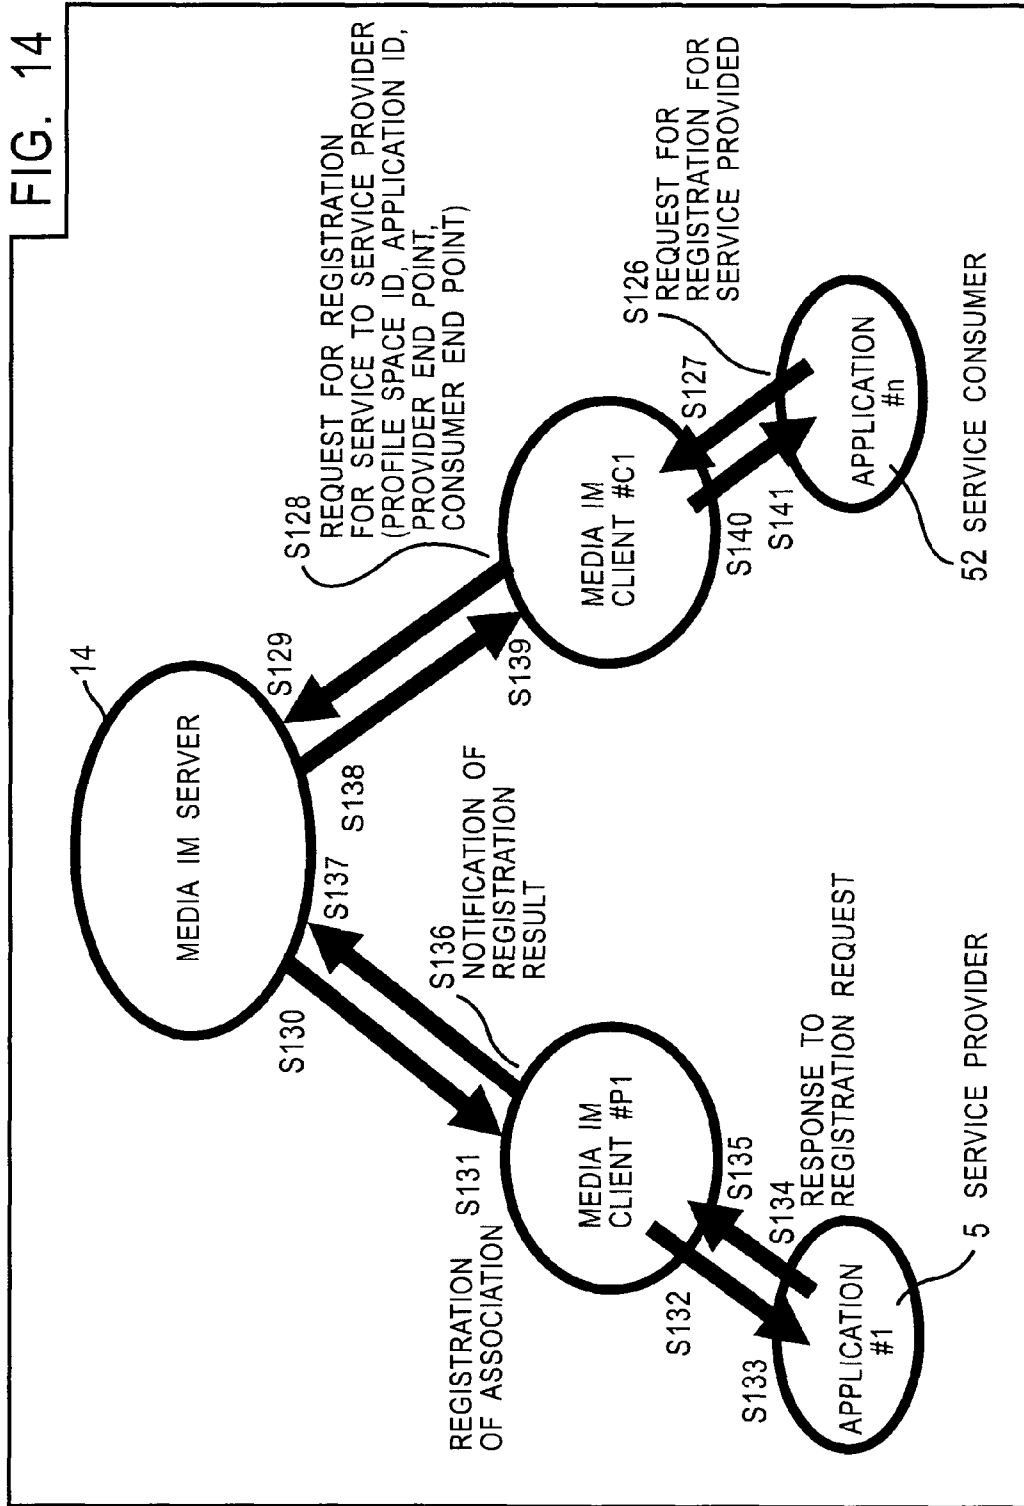 FIG. 14
14
MEDIA IM SERVER
S128
REQUEST FOR REGISTRATION
FOR SERVICE TO SERVICE PROVIDER
(PROFILE SPACE ID, APPLICATION ID,
PROVIDER END POINT,
CONSUMER END POINT)
S129
S130
S137
S138
S136
NOTIFICATION OF
REGISTRATION
RESULT
REGISTRATION
OF ASSOCIATION
S131
S139
MEDIA IM
CLIENT #P1
MEDIA IM
CLIENT #C1
S126
REQUEST FOR
REGISTRATION FOR
SERVICE PROVIDED
S127
S132
S135
S140
S133
S134
RESPONSE TO
REGISTRATION REQUEST
S141
APPLICATION
#1
APPLICATION
#n
5 SERVICE PROVIDER
52 SERVICE CONSUMER